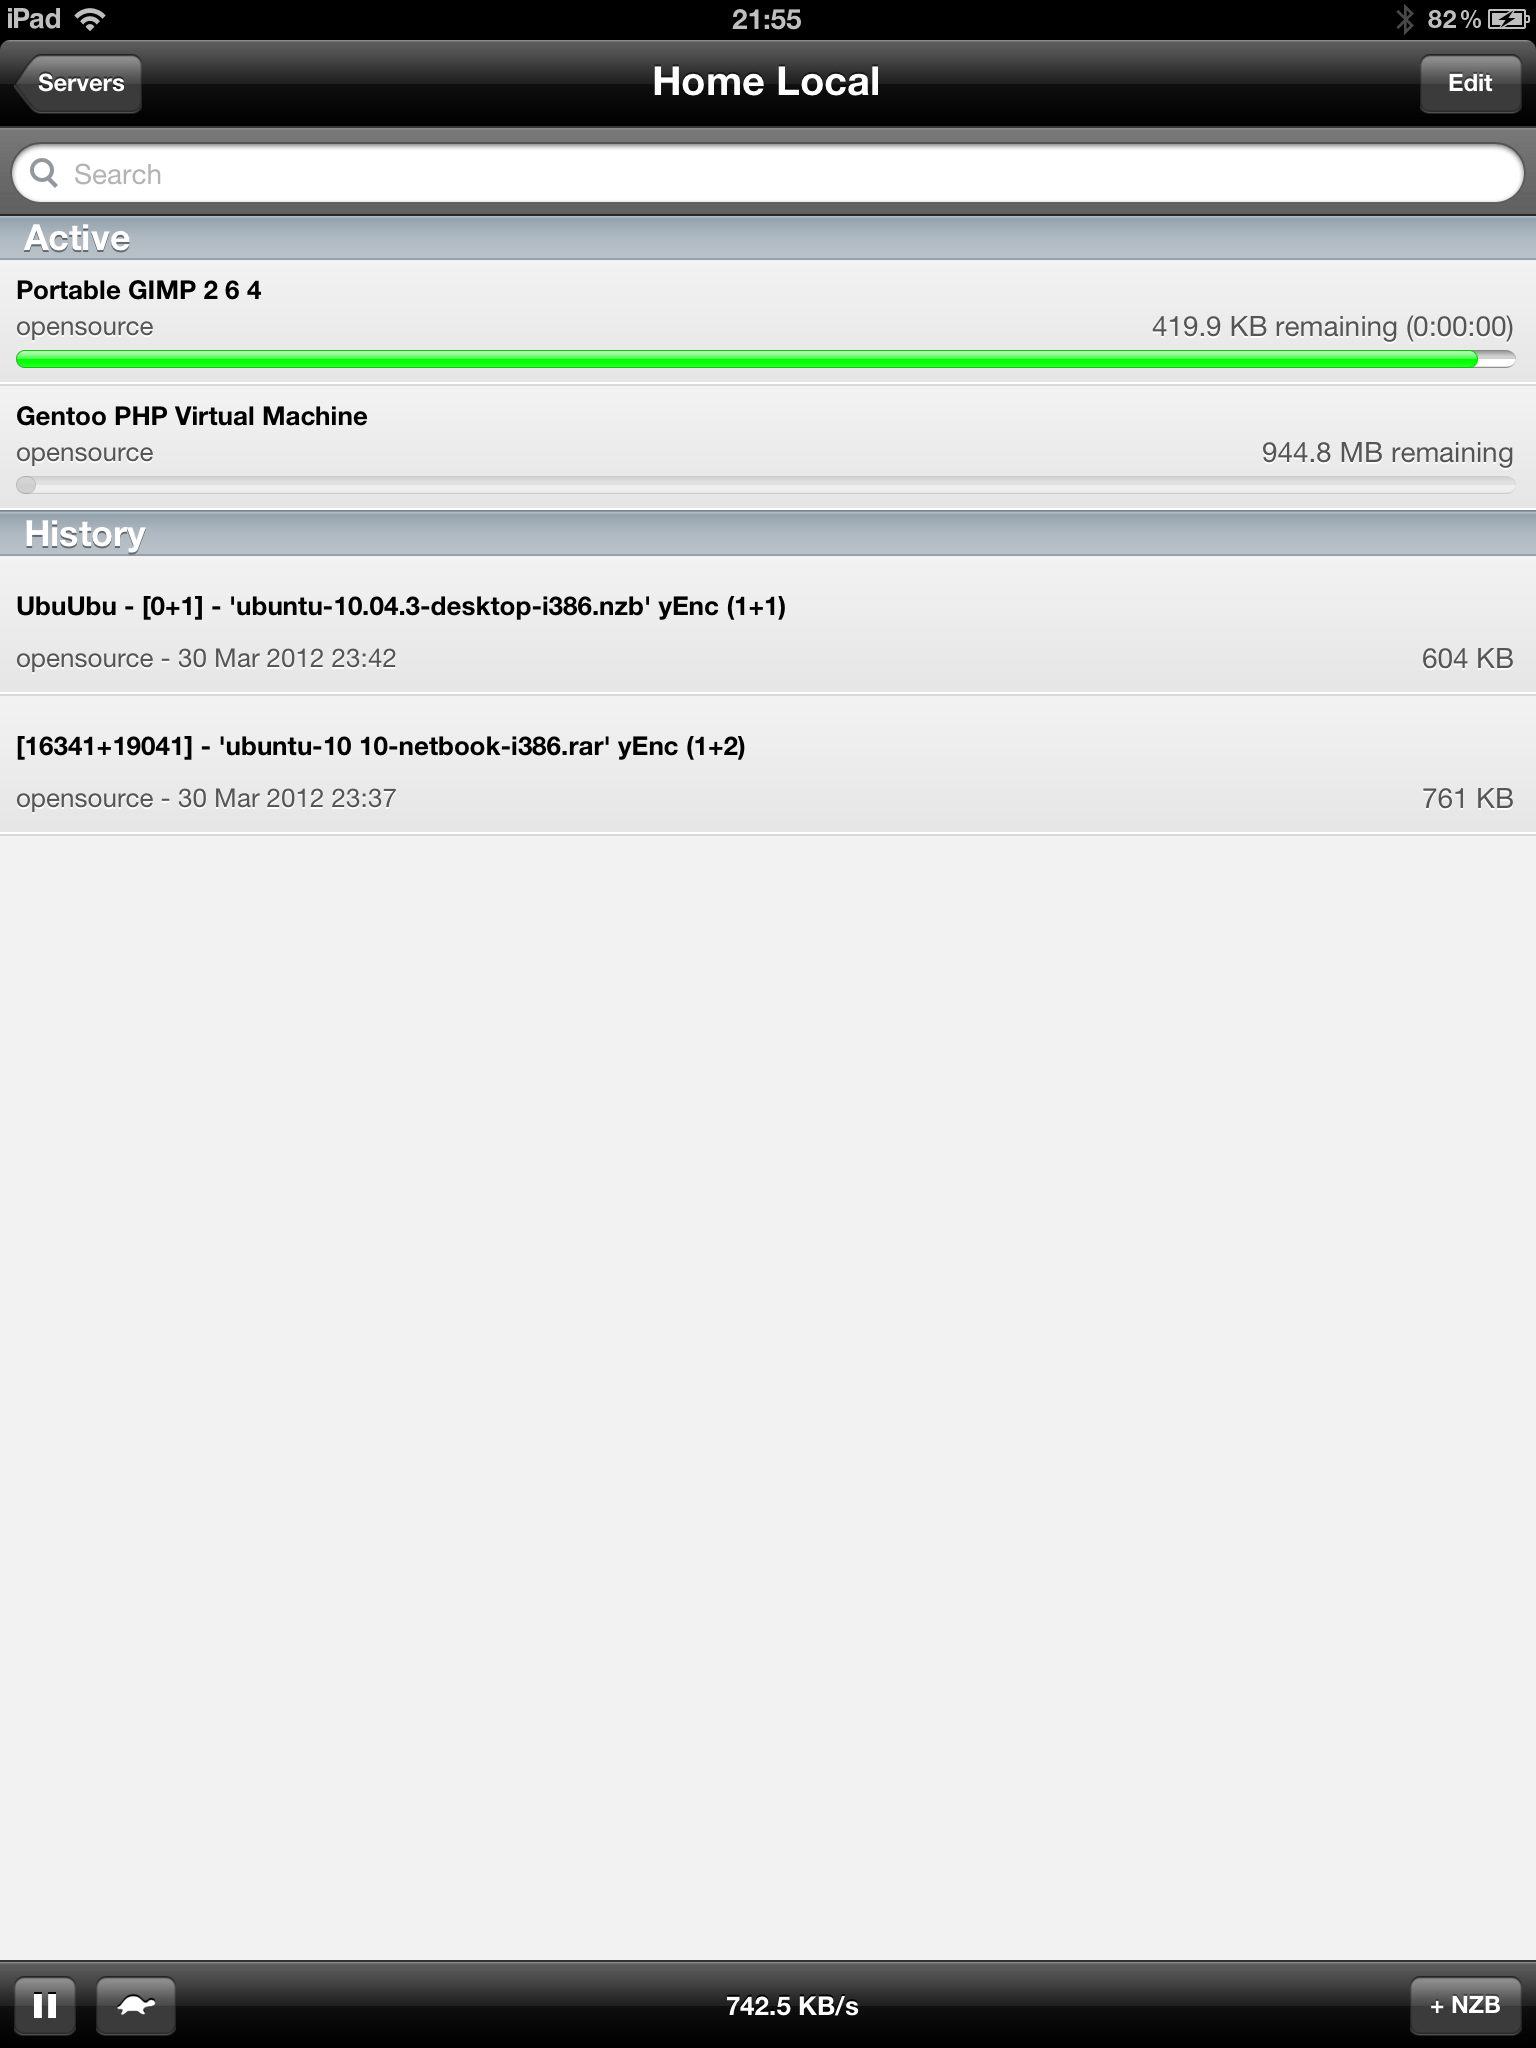 iPad 21:55 82%
Servers Home Local Edit
Search
Active
Portable GIMP 2 6 4
opensource 419.9 KB remaining (0:00:00)
Gentoo PHP Virtual Machine
opensource 944.8 MB remaining
History
UbuUbu - [0+1] - 'ubuntu-10.04.3-desktop-i386.nzb' yEnc (1+1)
opensource - 30 Mar 2012 23:42 604 KB
[16341+19041] - 'ubuntu-10 10-netbook-i386.rar' yEnc (1+2)
opensource - 30 Mar 2012 23:37 761 KB
742.5 KB/s + NZB